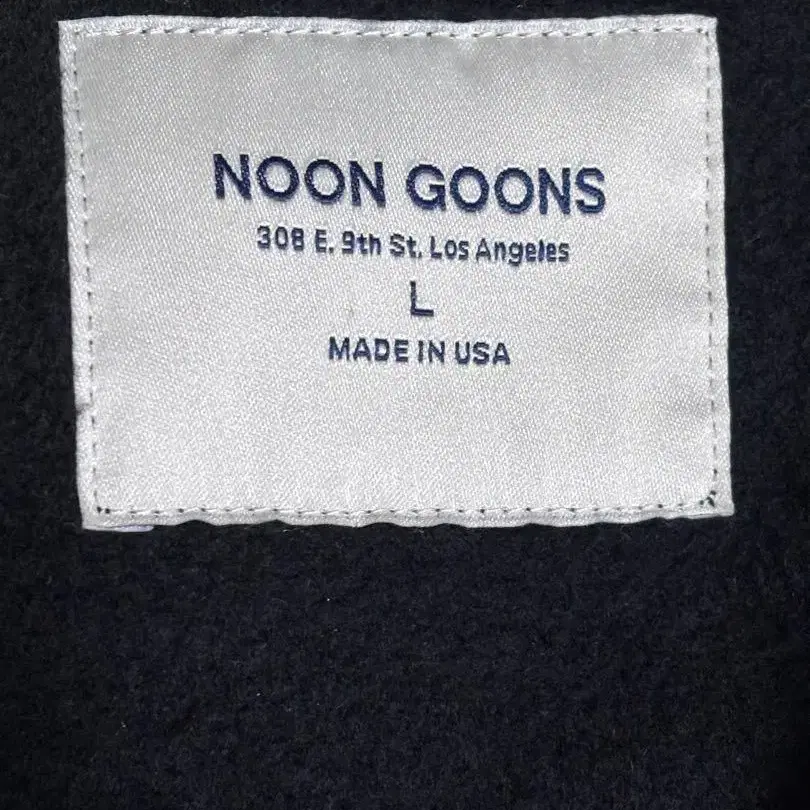 NOON GOONS
308 E. 9th St, Los Angeles
L
MADE IN USA